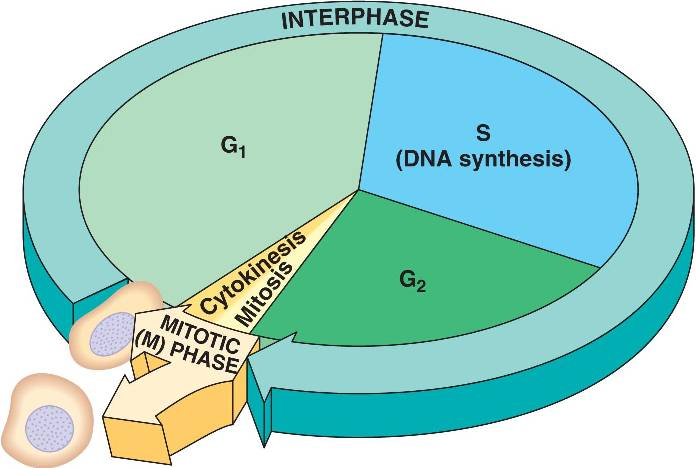 INTERPHASE
G₁
S
(DNA synthesis)
G₂
Cytokinesis
Mitosis
MITOTIC
(M) PHASE